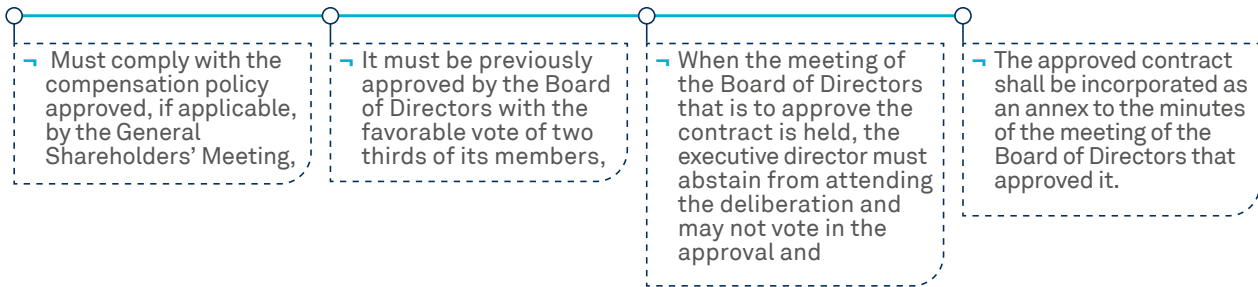 ¬ Must comply with the
compensation policy
approved, if applicable,
by the General
Shareholders’ Meeting,
¬ It must be previously
approved by the Board
of Directors with the
favorable vote of two
thirds of its members,
¬ When the meeting of
the Board of Directors
that is to approve the
contract is held, the
executive director must
abstain from attending
the deliberation and
may not vote in the
approval and
¬ The approved contract
shall be incorporated as
an annex to the minutes
of the meeting of the
Board of Directors that
approved it.